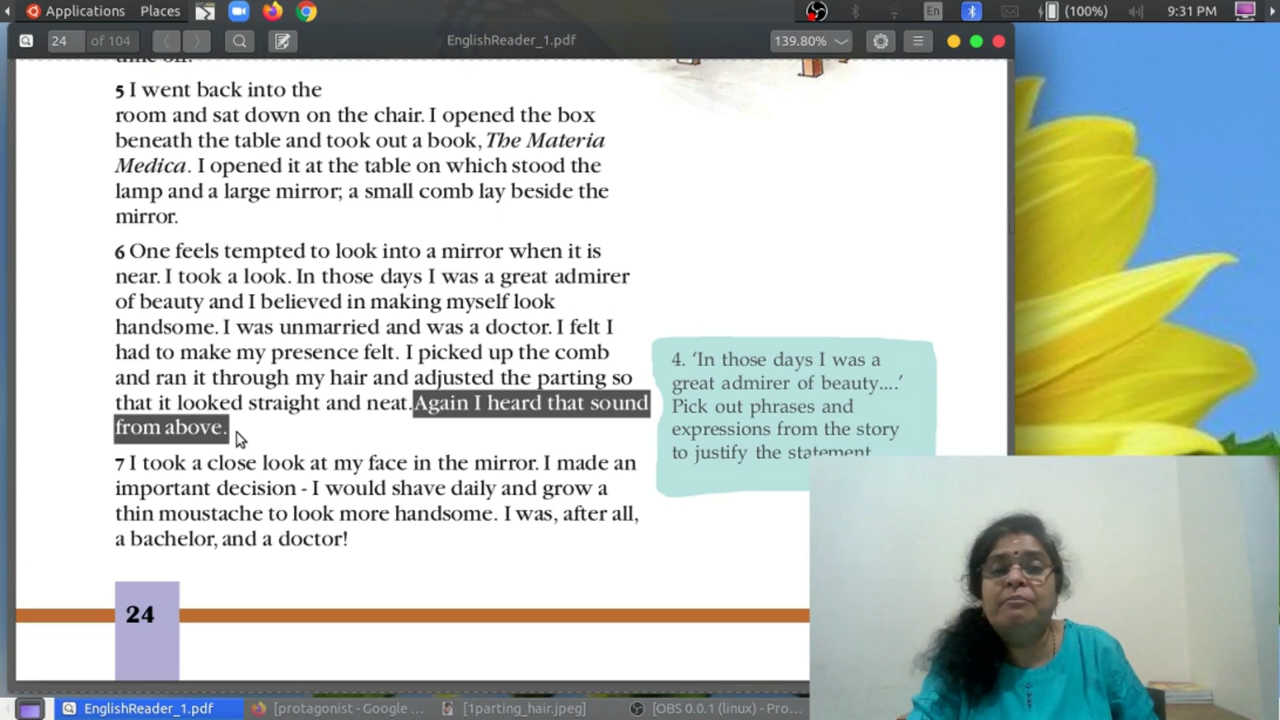 Applications Places En (100%) 9:31 PM
24 of 104 EnglishReader_1.pdf 139.80%
time off.
5 I went back into the
room and sat down on the chair. I opened the box
beneath the table and took out a book, The Materia
Medica. I opened it at the table on which stood the
lamp and a large mirror; a small comb lay beside the
mirror.
6 One feels tempted to look into a mirror when it is
near. I took a look. In those days I was a great admirer
of beauty and I believed in making myself look
handsome. I was unmarried and was a doctor. I felt I
had to make my presence felt. I picked up the comb
and ran it through my hair and adjusted the parting so
that it looked straight and neat. Again I heard that sound
from above.
7 I took a close look at my face in the mirror. I made an
important decision - I would shave daily and grow a
thin moustache to look more handsome. I was, after all,
a bachelor, and a doctor!
4. ‘In those days I was a
great admirer of beauty....’
Pick out phrases and
expressions from the story
to justify the statement
24
EnglishReader_1.pdf [protagonist - Google ... [1parting_hair.jpeg] [OBS 0.0.1 (linux) - Pro...